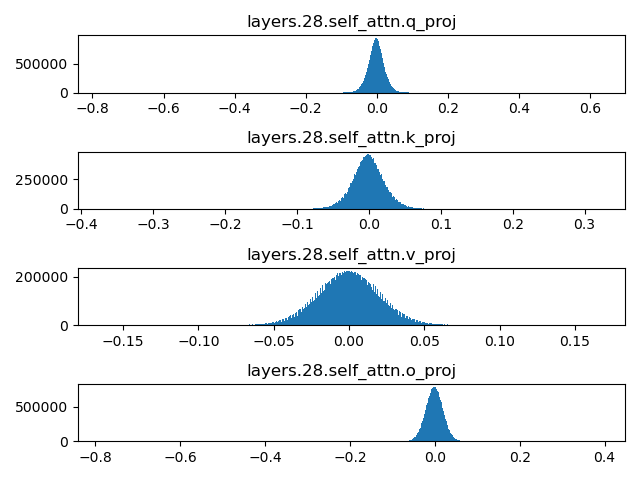 layers.28.self_attn.q_proj
500000
0
−0.8 −0.6 −0.4 −0.2 0.0 0.2 0.4 0.6
layers.28.self_attn.k_proj
250000
0
−0.4 −0.3 −0.2 −0.1 0.0 0.1 0.2 0.3
layers.28.self_attn.v_proj
200000
0
−0.15 −0.10 −0.05 0.00 0.05 0.10 0.15
layers.28.self_attn.o_proj
500000
0
−0.8 −0.6 −0.4 −0.2 0.0 0.2 0.4